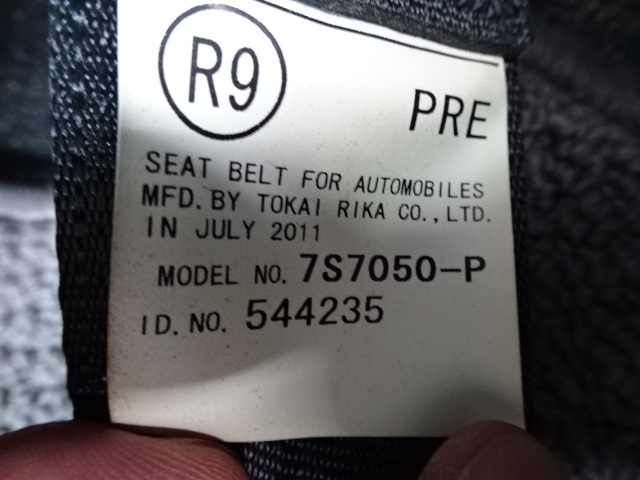 R9
PRE
SEAT BELT FOR AUTOMOBILES
MFD. BY TOKAI RIKA CO., LTD.
IN JULY 2011
MODEL NO. 7S7050-P
ID. NO. 544235